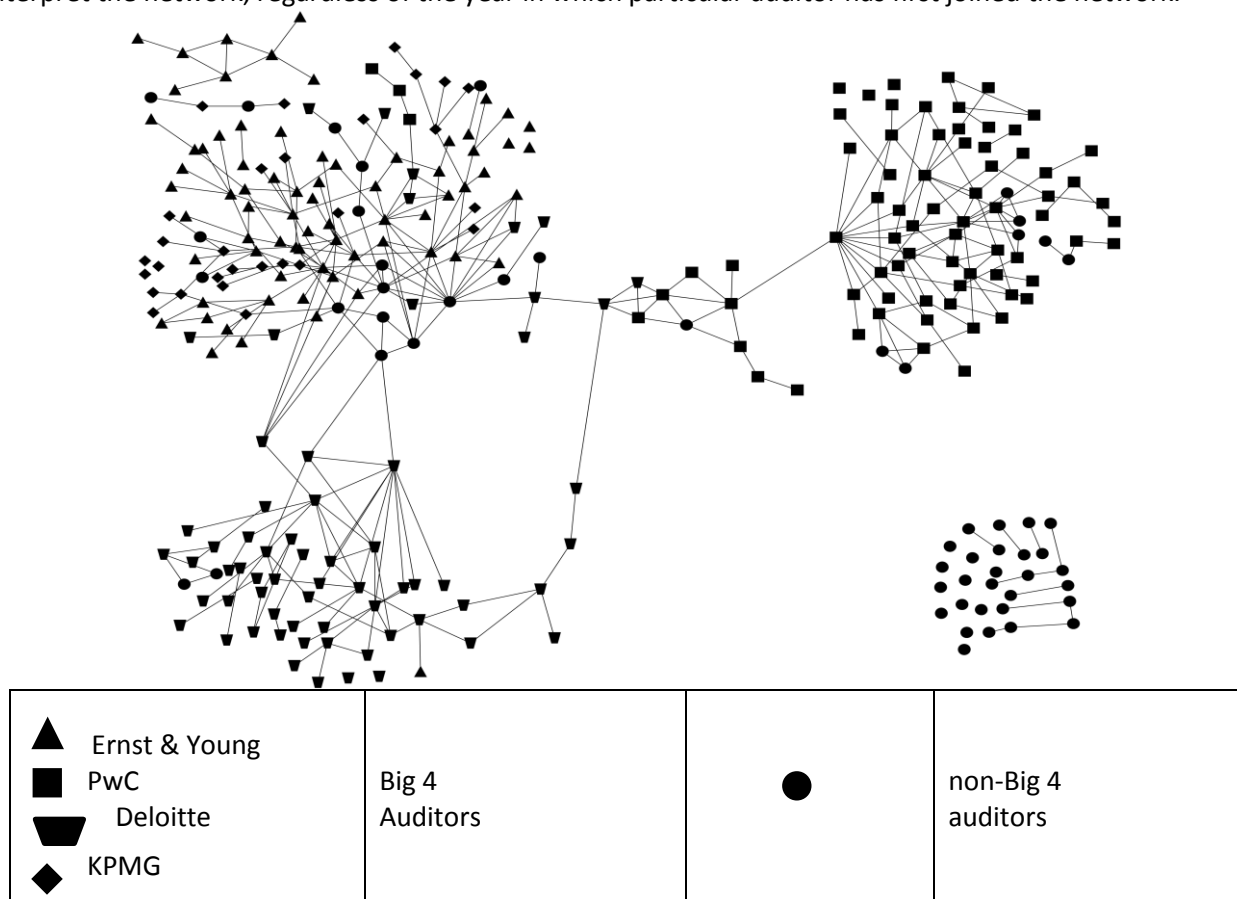 interpret the network, regardless of the year in which particular auditor has first joined the network.
Ernst & Young
PwC
Deloitte
KPMG
Big 4
Auditors
non-Big 4
auditors